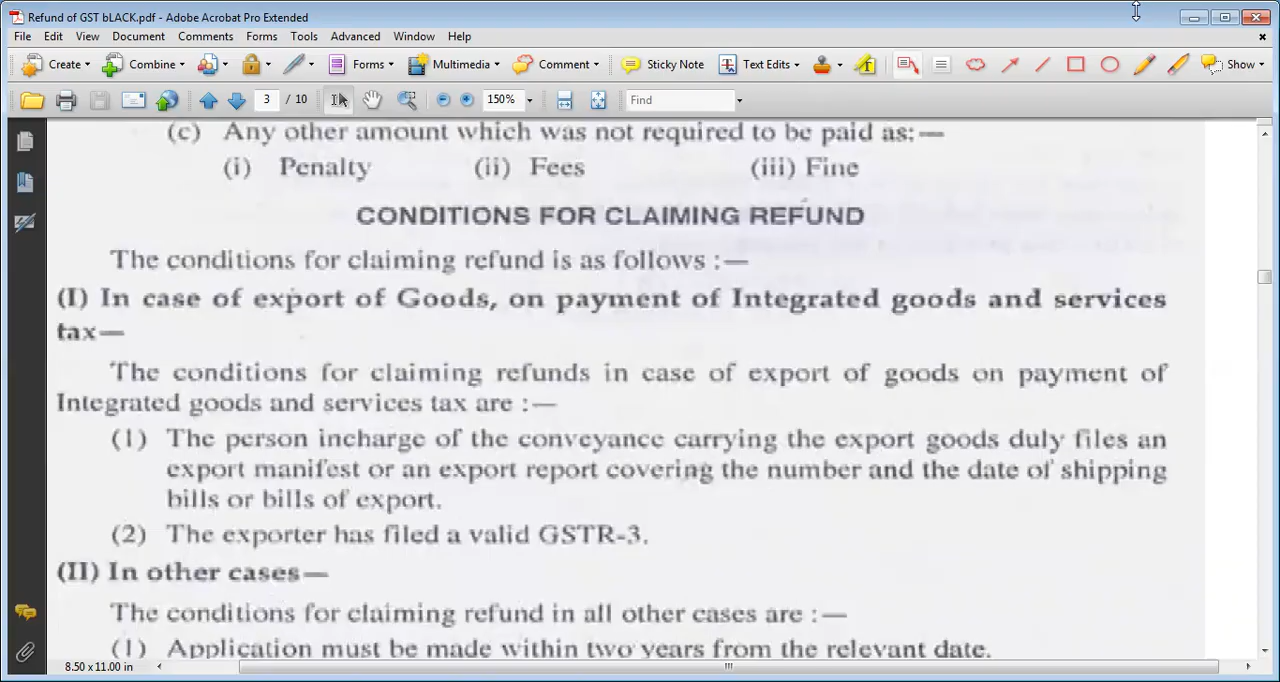 Refund of GST bLACK.pdf - Adobe Acrobat Pro Extended
File Edit View Document Comments Forms Tools Advanced Window Help
Create Combine Forms Multimedia Comment Sticky Note Text Edits Show
3 / 10 150% Find
(c) Any other amount which was not required to be paid as:—
(i) Penalty (ii) Fees (iii) Fine
CONDITIONS FOR CLAIMING REFUND
The conditions for claiming refund is as follows :—
(I) In case of export of Goods, on payment of Integrated goods and services
tax—
The conditions for claiming refunds in case of export of goods on payment of
Integrated goods and services tax are :—
(1) The person incharge of the conveyance carrying the export goods duly files an
export manifest or an export report covering the number and the date of shipping
bills or bills of export.
(2) The exporter has filed a valid GSTR-3.
(II) In other cases—
The conditions for claiming refund in all other cases are :—
(1) Application must be made within two years from the relevant date.
8.50 x 11.00 in